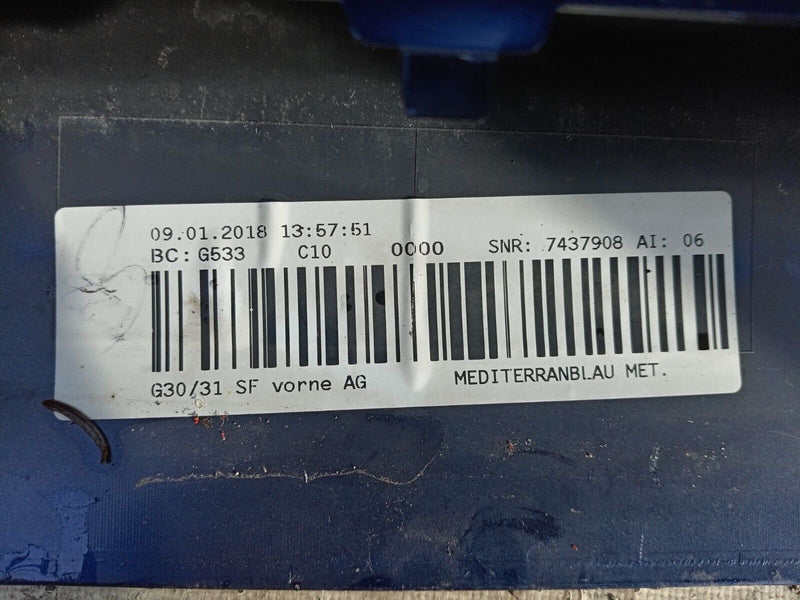 09.01.2018 13:57:51
BC: G533 C10 0000 SNR: 7437908 AI: 06
G30/31 SF vorne AG MEDITERRANBLAU MET.